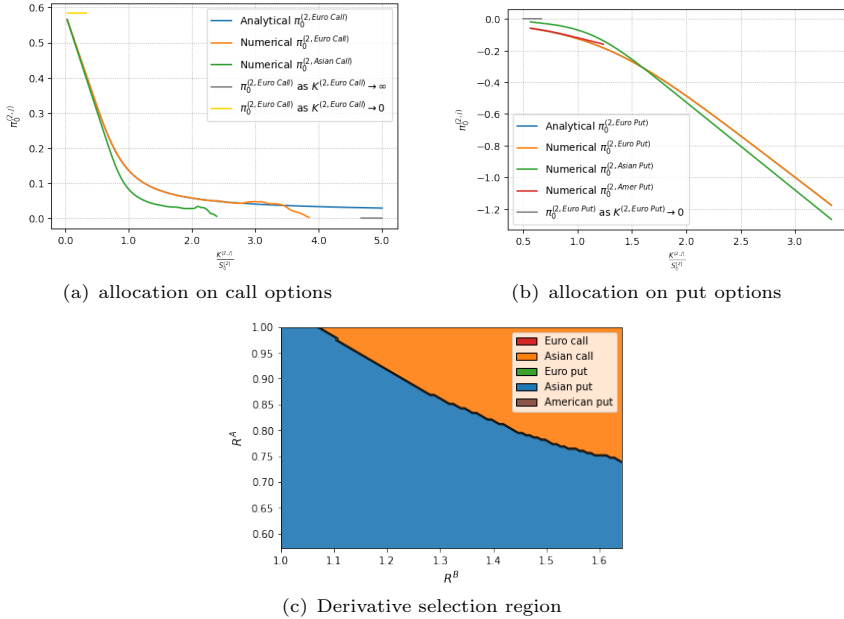 0.6
0.5
0.4
0.3
0.2
0.1
0.0
π_0^(2,j)
0.0 1.0 2.0 3.0 4.0 5.0
K^(2,j)
S_0^(2)
Analytical π_0^(2, Euro Call)
Numerical π_0^(2, Euro Call)
Numerical π_0^(2, Asian Call)
π_0^(2, Euro Call) as K^(2, Euro Call) → ∞
π_0^(2, Euro Call) as K^(2, Euro Call) → 0
(a) allocation on call options
0.0
−0.2
−0.4
−0.6
−0.8
−1.0
−1.2
π_0^(2,j)
0.5 1.0 1.5 2.0 2.5 3.0
K^(2,j)
S_0^(2)
Analytical π_0^(2, Euro Put)
Numerical π_0^(2, Euro Put)
Numerical π_0^(2, Asian Put)
Numerical π_0^(2, Amer Put)
π_0^(2, Euro Put) as K^(2, Euro Put) → 0
(b) allocation on put options
1.00
0.95
0.90
0.85
0.80
0.75
0.70
0.65
0.60
R^A
1.0 1.1 1.2 1.3 1.4 1.5 1.6
R^B
Euro call
Asian call
Euro put
Asian put
American put
(c) Derivative selection region